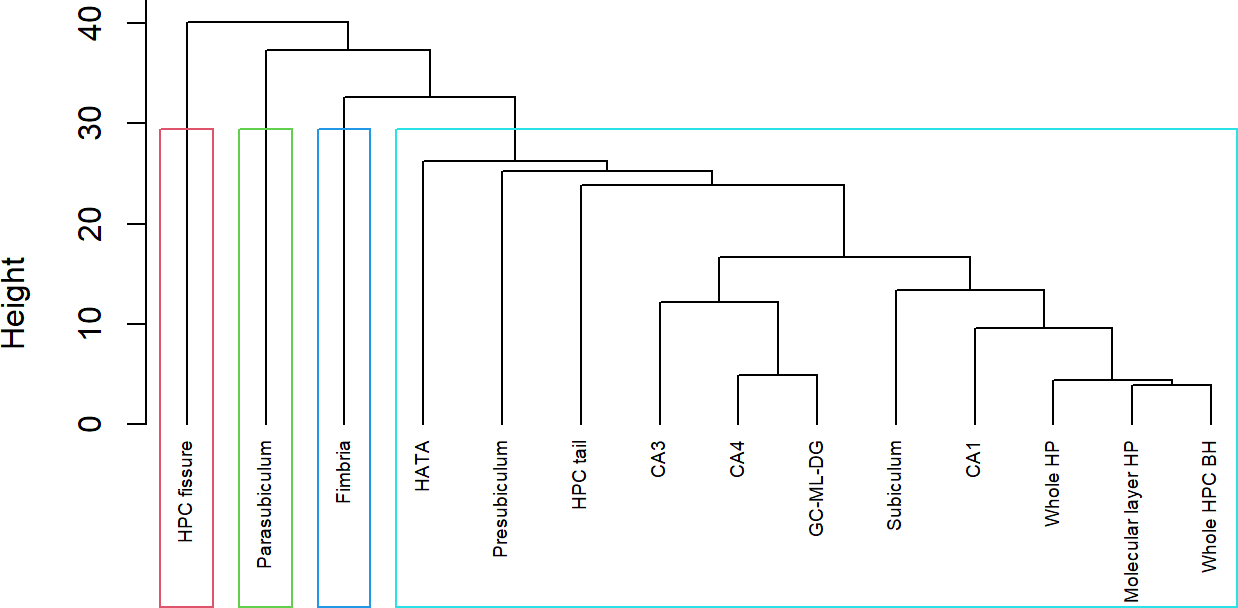 Height
40
30
20
10
0
HPC fissure
Parasubiculum
Fimbria
HATA
Presubiculum
HPC tail
CA3
CA4
GC-ML-DG
Subiculum
CA1
Whole HP
Molecular layer HP
Whole HPC BH